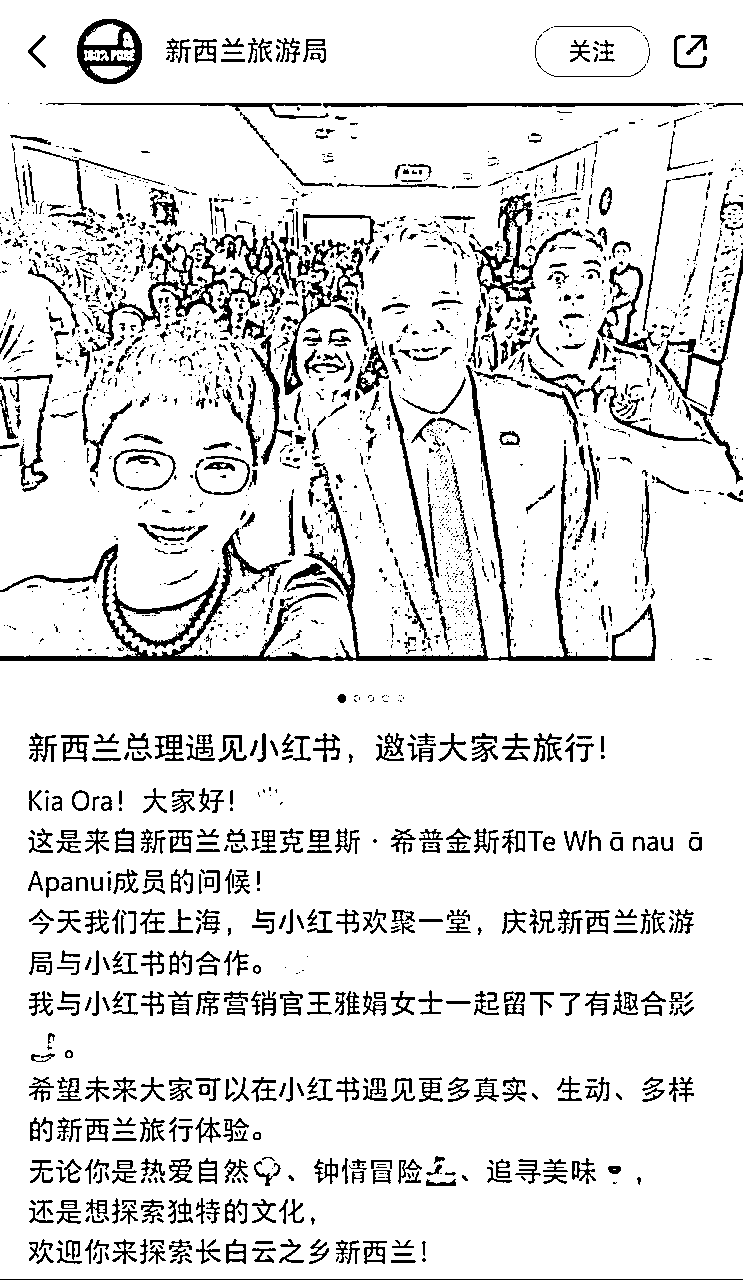 100% PURE
新西兰旅游局
关注
新西兰总理遇见小红书，邀请大家去旅行！
Kia Ora！大家好！
这是来自新西兰总理克里斯·希普金斯和Te Wh ā nau ā
Apanui成员的问候！
今天我们在上海，与小红书欢聚一堂，庆祝新西兰旅游
局与小红书的合作。
我与小红书首席营销官王雅娟女士一起留下了有趣合影
。
希望未来大家可以在小红书遇见更多真实、生动、多样
的新西兰旅行体验。
无论你是热爱自然、钟情冒险、追寻美味，
还是想探索独特的文化，
欢迎你来探索长白云之乡新西兰！